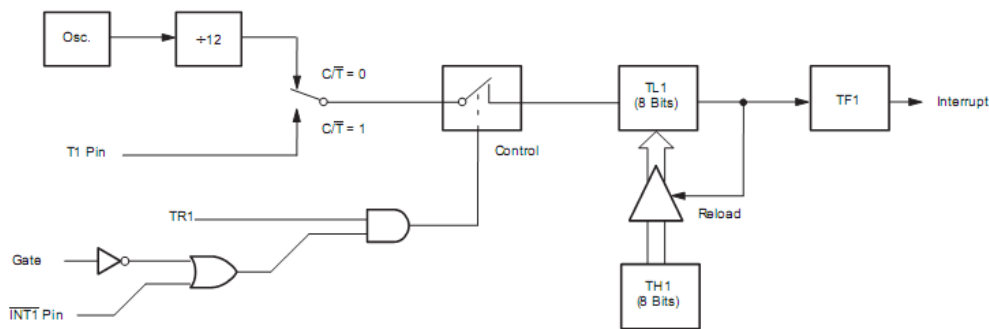 Osc.
÷12
C/T̅ = 0
C/T̅ = 1
T1 Pin
Control
TL1
(8 Bits)
TF1
Interrupt
Reload
TR1
Gate
I̅N̅T̅1̅ Pin
TH1
(8 Bits)